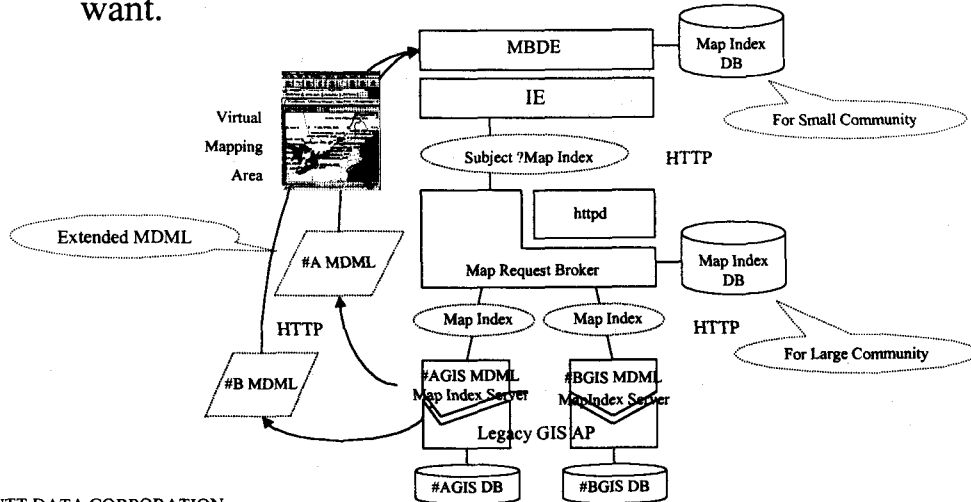 want.
MBDE
Map Index
DB
IE
For Small Community
Virtual
Mapping
Area
Subject ?Map Index
HTTP
httpd
Extended MDML
#A MDML
Map Request Broker
Map Index
DB
Map Index
Map Index
HTTP
HTTP
For Large Community
#B MDML
#AGIS MDML
Map Index Server
#BGIS MDML
MapIndex Server
Legacy GIS AP
#AGIS DB
#BGIS DB
NTT DATA CORPORATION